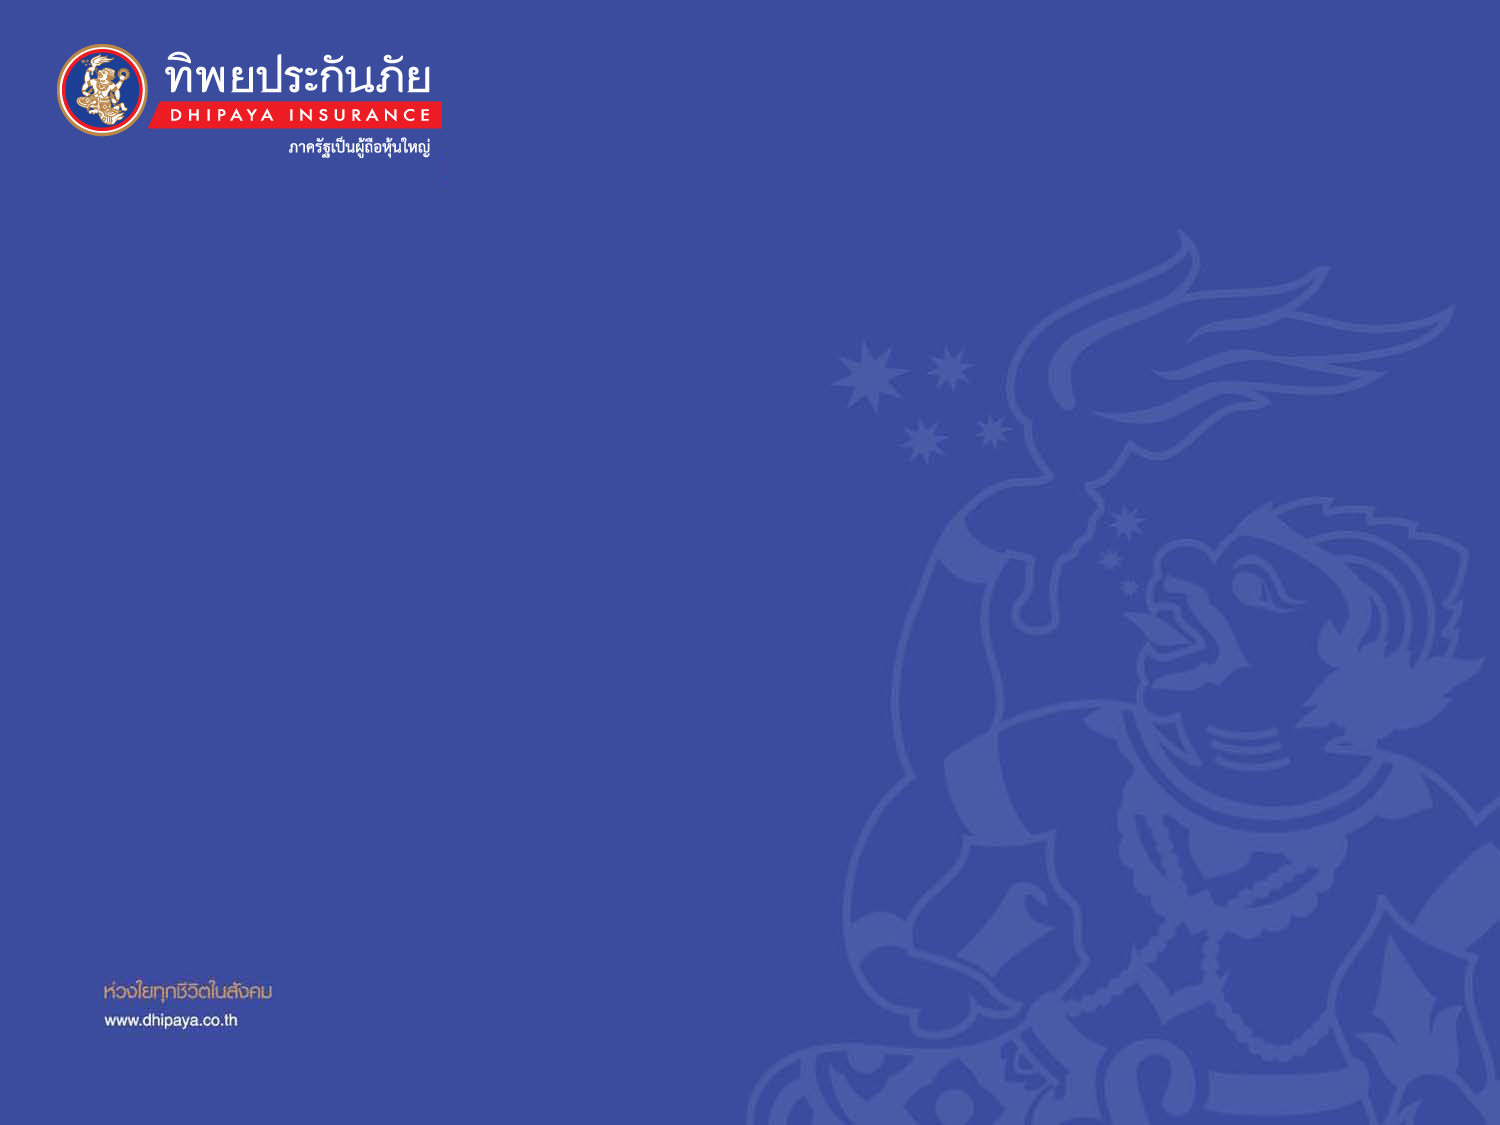 ทิพยประกันภัย
DHIPAYA INSURANCE
ภาครัฐเป็นผู้ถือหุ้นใหญ่
ห่วงใยทุกชีวิตในสังคม
www.dhipaya.co.th